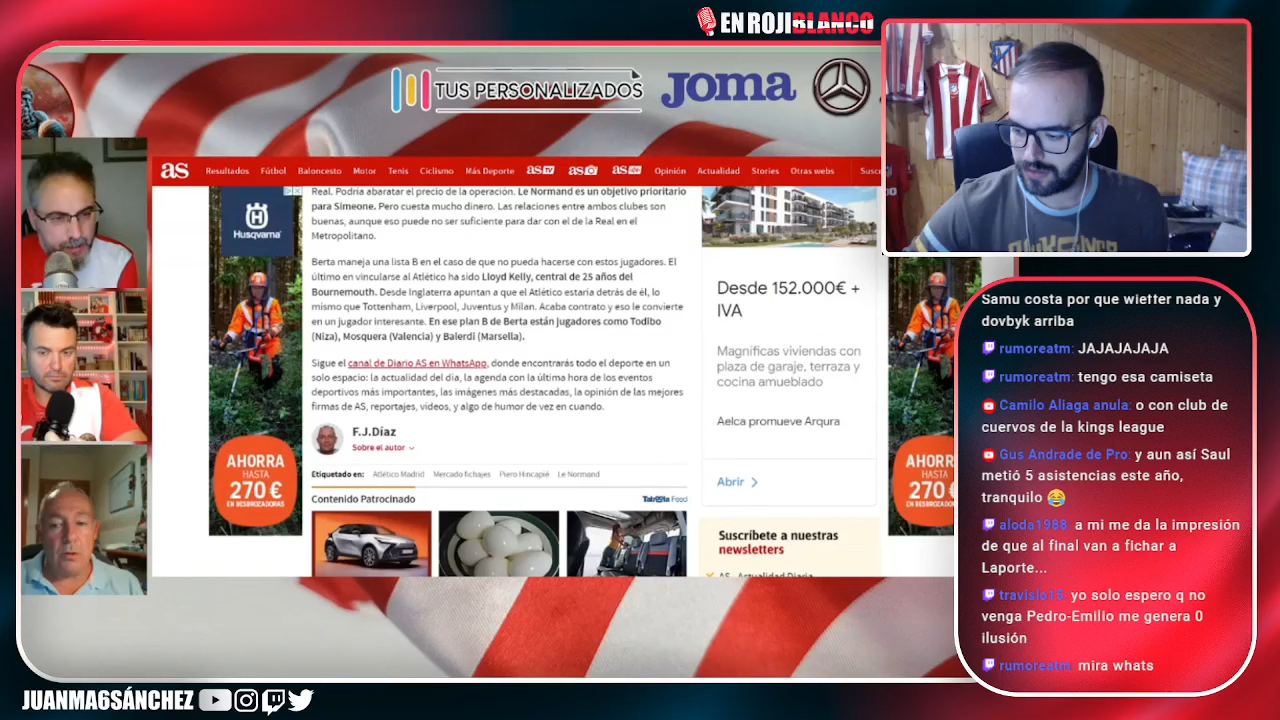 EN ROJIBLANCO
TUS PERSONALIZADOS
Joma
as
Resultados
Fútbol
Baloncesto
Motor
Tenis
Ciclismo
Más Deporte
Opinión
Actualidad
Stories
Otras webs
Real. Podría abaratar el precio de la operación. Le Normand es un objetivo prioritario
para Simeone. Pero cuesta mucho dinero. Las relaciones entre ambos clubes son
buenas, aunque eso puede no ser suficiente para dar con el de la Real en el
Metropolitano.
Berta maneja una lista B en el caso de que no pueda hacerse con estos jugadores. El
último en vincularse al Atlético ha sido Lloyd Kelly, central de 25 años del
Bournemouth. Desde Inglaterra apuntan a que el Atlético estaría detrás de él, lo
mismo que Tottenham, Liverpool, Juventus y Milan. Acaba contrato y eso le convierte
en un jugador interesante. En ese plan B de Berta están jugadores como Todibo
(Niza), Mosquera (Valencia) y Balerdi (Marsella).
Sigue el canal de Diario AS en WhatsApp, donde encontrarás todo el deporte en un
solo espacio: la actualidad del día, la agenda con la última hora de los eventos
deportivos más importantes, las imágenes más destacadas, la opinión de las mejores
firmas de AS, reportajes, vídeos, y algo de humor de vez en cuando.
F.J.Díaz
Sobre el autor
Etiquetado en:
Atlético Madrid
Mercado fichajes
Piero Hincapié
Le Normand
Contenido Patrocinado
Taboola Feed
Husqvarna
AHORRA
HASTA
270 €
EN DESBROZADORAS
Desde 152.000€ +
IVA
Magníficas viviendas con
plaza de garaje, terraza y
cocina amueblado
Aelca promueve Arqura
Abrir
Suscríbete a nuestras
newsletters
AS - Actualidad Diaria
AHORRA
HASTA
270
EN DESBROZ
Samu costa por que wieffer nada y
dovbyk arriba
rumoreatm: JAJAJAJAJA
rumoreatm: tengo esa camiseta
Camilo Aliaga anula: o con club de
cuervos de la kings league
Gus Andrade de Pro: y aun así Saul
metió 5 asistencias este año,
tranquilo 😂
aloda1988: a mi me da la impresión
de que al final van a fichar a
Laporte...
travislo15: yo solo espero q no
venga Pedro-Emilio me genera 0
ilusión
rumoreatm: mira whats
JUANMA6SÁNCHEZ